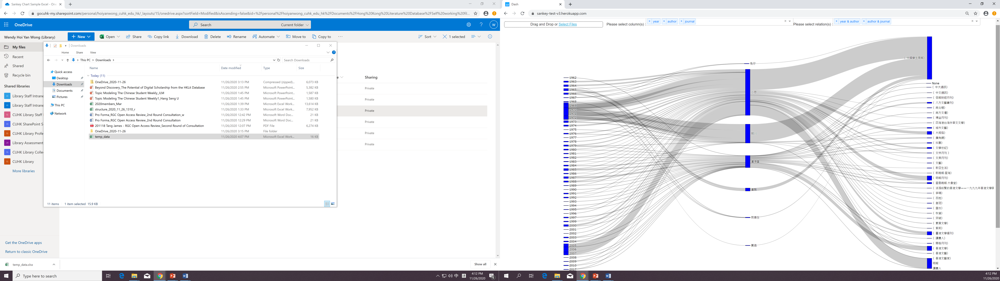 Sankey Chart Sample Excel - One
gocuhk-my.sharepoint.com/personal/hoiyanwong_cuhk_edu_hk/_layouts/15/onedrive.aspx?sortField=Modified&isAscending=false&id=%2Fpersonal%2Fhoiyanwong_cuhk_edu_hk%2FDocuments%2FHong%20Kong%20Literature%20Database%2FSelf%20working%20fil...
OneDrive
Search
Current folder
W
Wendy Hoi Yan Wong (Library)
New
Open
Share
Copy link
Download
Delete
Rename
Automate
Move to
Copy to
Sort
1 selected
My files
Recent
Shared
Recycle bin
Shared libraries
Library Staff Intrane
Library Staff Intrane
CUHK Library Staff
CUHK SharePoint S
CUHK Library Profe
Library Assessment
CUHK Library Colle
CUHK Library
More libraries
Get the OneDrive apps
Return to classic OneDrive
Downloads
Home Share View
This PC > Downloads >
Search Downloads
Quick access
Desktop
Downloads
Documents
Pictures
This PC
Network
Name Date modified Type Size
Today (11)
OneDrive_2020-11-26 11/26/2020 3:13 PM Compressed (zipped)... 6,073 KB
Beyond Discovery_The Potential of Digital Scholarship from the HKLit Database 11/26/2020 2:55 PM Microsoft PowerPoint... 5,382 KB
Topic Modeling The Chinese Student Weekly_JLM 11/26/2020 1:45 PM Microsoft PowerPoint... 1,587 KB
Topic Modeling The Chinese Student Weekly1_Hang Seng U 11/26/2020 1:45 PM Microsoft PowerPoint... 1,580 KB
2020members_Mar 11/26/2020 1:39 PM Microsoft Excel Work... 13,614 KB
structure_2020_11_26_1310_r 11/26/2020 1:33 PM Microsoft Excel Work... 7,952 KB
Pro Forma_RGC Open Access Review_2nd Round Consultation_w 11/26/2020 12:42 PM Microsoft Word Doc... 21 KB
Pro Forma_RGC Open Access Review_2nd Round Consultation 11/26/2020 12:29 PM Microsoft Word Doc... 21 KB
201118 Tang James - RGC Open Access Review_Second Round of Consultation 11/26/2020 12:07 PM PDF File 6,274 KB
OneDrive_2020-11-26 11/26/2020 3:15 PM File folder
temp_data 11/26/2020 4:07 PM Microsoft Excel Work... 16 KB
11 items 1 item selected 15.9 KB
Sharing
Private
Private
Private
Private
Private
Private
temp_data.xlsx
Show all
Type here to search
中
4:12 PM
11/26/2020
6
Dash
sankey-test-v3.herokuapp.com
Drag and Drop or Select Files
Please select column(s) :
× year × author × journal
Please select relation(s) :
× year & author × author & journal
1962
1963
1964
1965
1966
1967
1968
1969
1970
1971
1972
1973
1974
1975
1976
1977
1978
1979
1980
1981
1982
1983
1984
1985
1986
1987
1988
1989
1990
1991
1992
1993
1994
1995
1996
1997
1999
2000
2001
2002
2003
2004
2005
2006
2007
2008
2009
2010
2017
兔仔
小思
明川
盧瑋鑾
盧颿
荒唐生
賈逸
《 中國學生周報》
None
《 中大通訊》
《 中文通訊》
《 信報財經月刊》
《 八方文藝叢刊》
《 南北極》
《 南方文壇》
《 博益月刊》
《 四海港台海外華文文學》
《 城市文藝》
《 大拇指》
《 廣角鏡》
《 抖擻》
《 文學世紀》
《 文林月刊 》
《 文美月刊》
《 文藝》
《 新亞生活》
《 新晚報·星海》
《 明報月刊》
《 星島晚報·大會堂》
《 活潑紛繁的香港文學——一九九九年香港文學國
《 爭鳴》
《 百姓》
《 皇冠》
《 盤古》
《 秋螢》
《 突破》
《 素葉文學》
《 紫荊》
《 臺港文學選刊》
《 讀書人》
《 開卷月刊》
《 香港文學》
《 香港文藝》
《 香港文藝家》
明報
讀書人
4:12 PM
11/26/2020